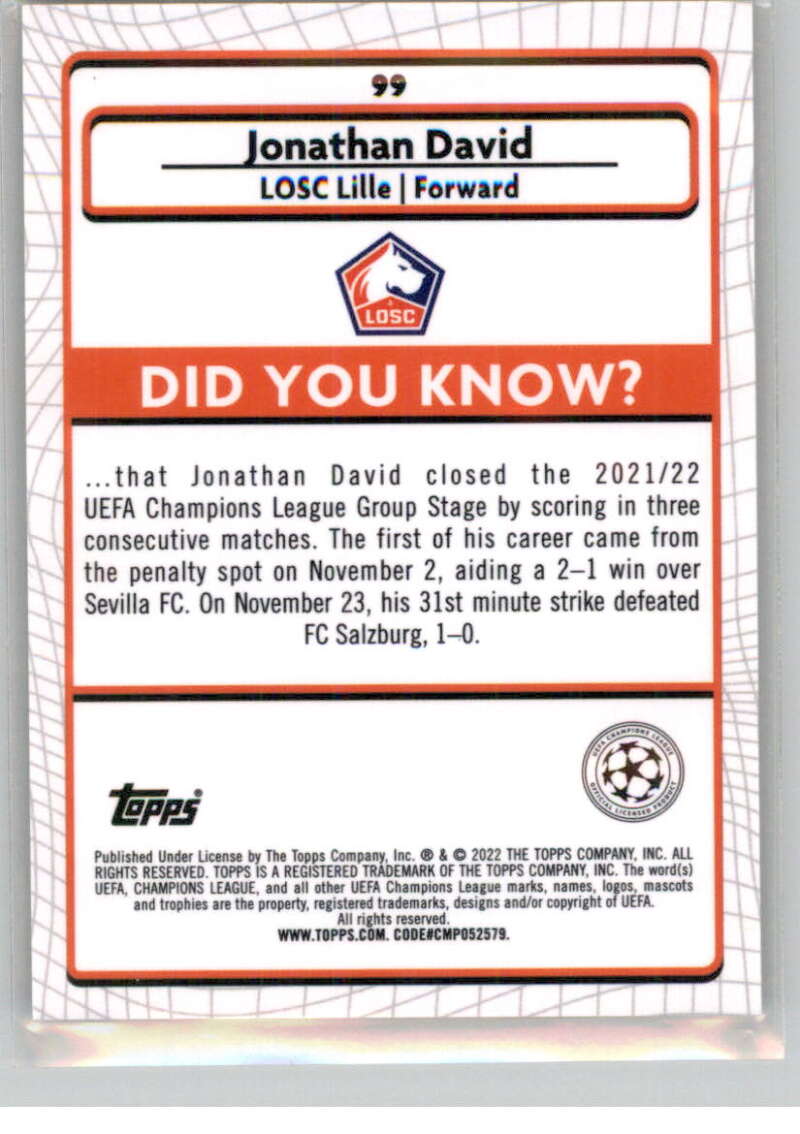 99
Jonathan David
LOSC Lille | Forward
LOSC
DID YOU KNOW?
...that Jonathan David closed the 2021/22
UEFA Champions League Group Stage by scoring in three
consecutive matches. The first of his career came from
the penalty spot on November 2, aiding a 2–1 win over
Sevilla FC. On November 23, his 31st minute strike defeated
FC Salzburg, 1–0.
UEFA CHAMPIONS LEAGUE
OFFICIAL LICENSED PRODUCT
topps®
Published Under License by The Topps Company, Inc. ® & © 2022 THE TOPPS COMPANY, INC. ALL
RIGHTS RESERVED. TOPPS IS A REGISTERED TRADEMARK OF THE TOPPS COMPANY, INC. The word(s)
UEFA, CHAMPIONS LEAGUE, and all other UEFA Champions League marks, names, logos, mascots
and trophies are the property, registered trademarks, designs and/or copyright of UEFA.
All rights reserved.
WWW.TOPPS.COM. CODE#CMP052579.